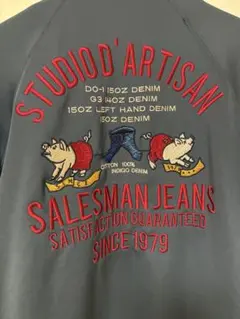 STUDIO D'ARTISAN
DO-1 15OZ DENIM
G3 14OZ DENIM
15OZ LEFT HAND DENIM
15OZ DENIM
COTTON 100%
INDIGO DENIM
SALESMAN JEANS
SATISFACTION GUARANTEED
SINCE 1979